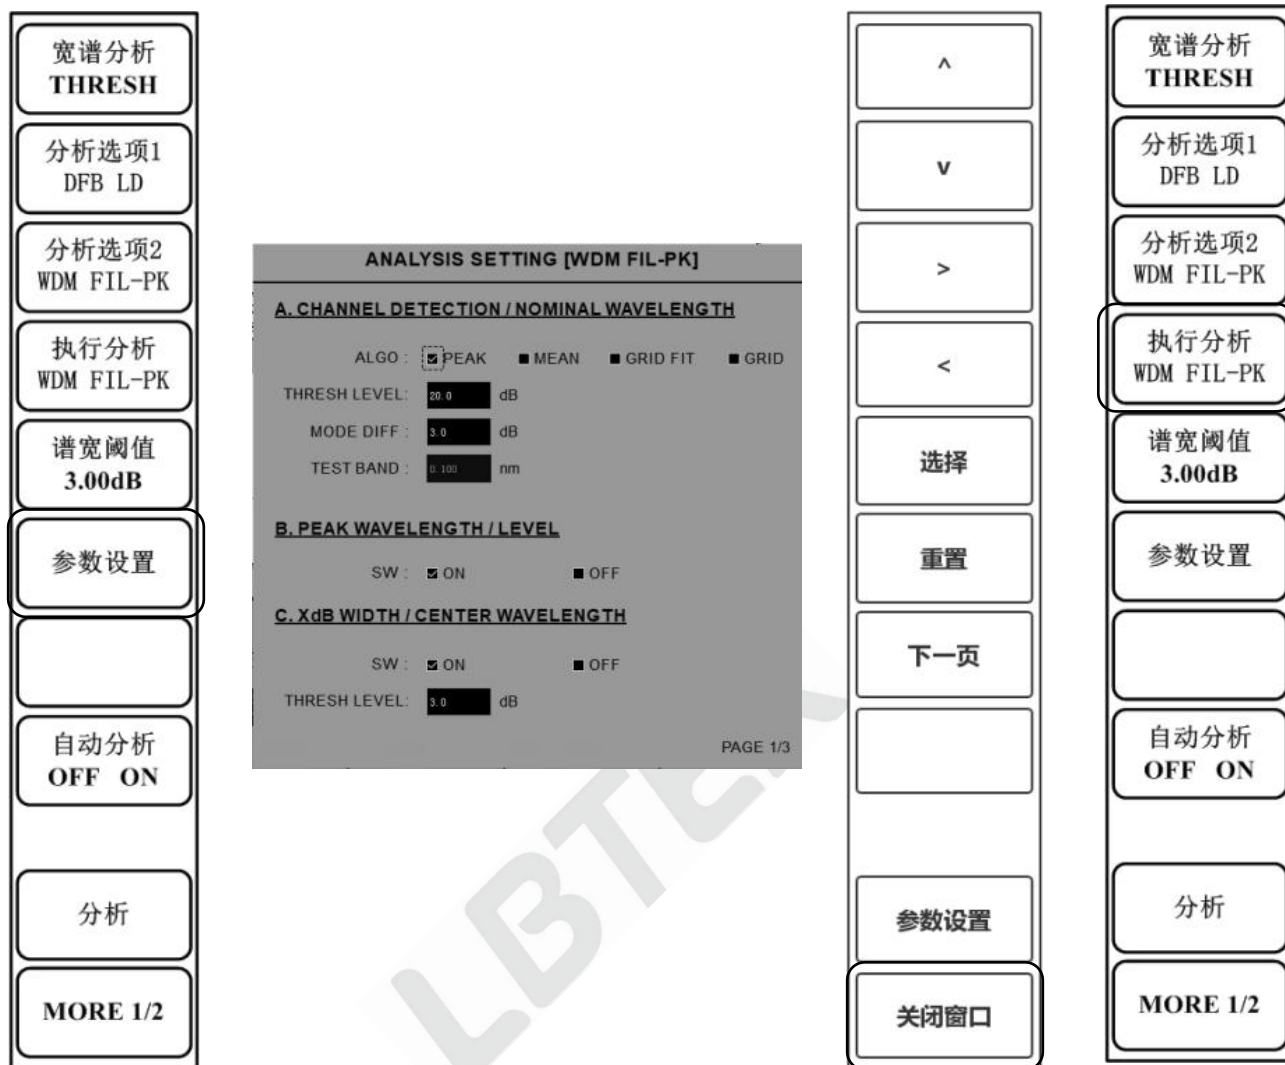 宽谱分析
THRESH
分析选项1
DFB LD
分析选项2
WDM FIL-PK
执行分析
WDM FIL-PK
谱宽阈值
3.00dB
参数设置
自动分析
OFF ON
分析
MORE 1/2
ANALYSIS SETTING [WDM FIL-PK]
A. CHANNEL DETECTION / NOMINAL WAVELENGTH
ALGO : PEAK MEAN GRID FIT GRID
THRESH LEVEL: 20.0 dB
MODE DIFF : 3.0 dB
TEST BAND : 0.100 nm
B. PEAK WAVELENGTH / LEVEL
SW : ON OFF
C. XdB WIDTH / CENTER WAVELENGTH
SW : ON OFF
THRESH LEVEL: 3.0 dB
PAGE 1/3
LBTEK
^
v
>
<
选择
重置
下一页
参数设置
关闭窗口
宽谱分析
THRESH
分析选项1
DFB LD
分析选项2
WDM FIL-PK
执行分析
WDM FIL-PK
谱宽阈值
3.00dB
参数设置
自动分析
OFF ON
分析
MORE 1/2